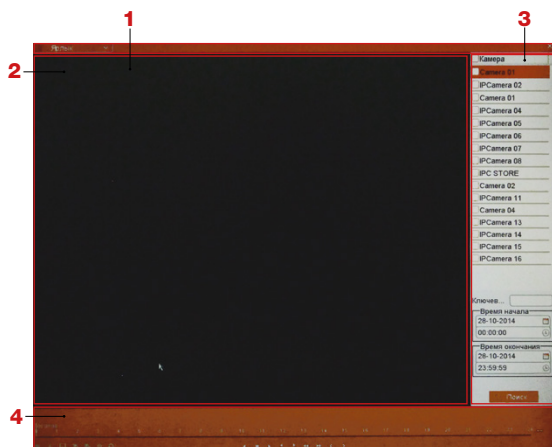 1
3
2
4
Ярлык
Камера
Camera 01
IPCamera 02
Camera 01
IPCamera 04
IPCamera 05
IPCamera 06
IPCamera 07
IPCamera 08
IPC STORE
Camera 02
IPCamera 11
Camera 04
IPCamera 13
IPCamera 14
IPCamera 15
IPCamera 16
Ключев...
Время начала
28-10-2014
00:00:00
Время окончания
28-10-2014
23:59:59
Поиск